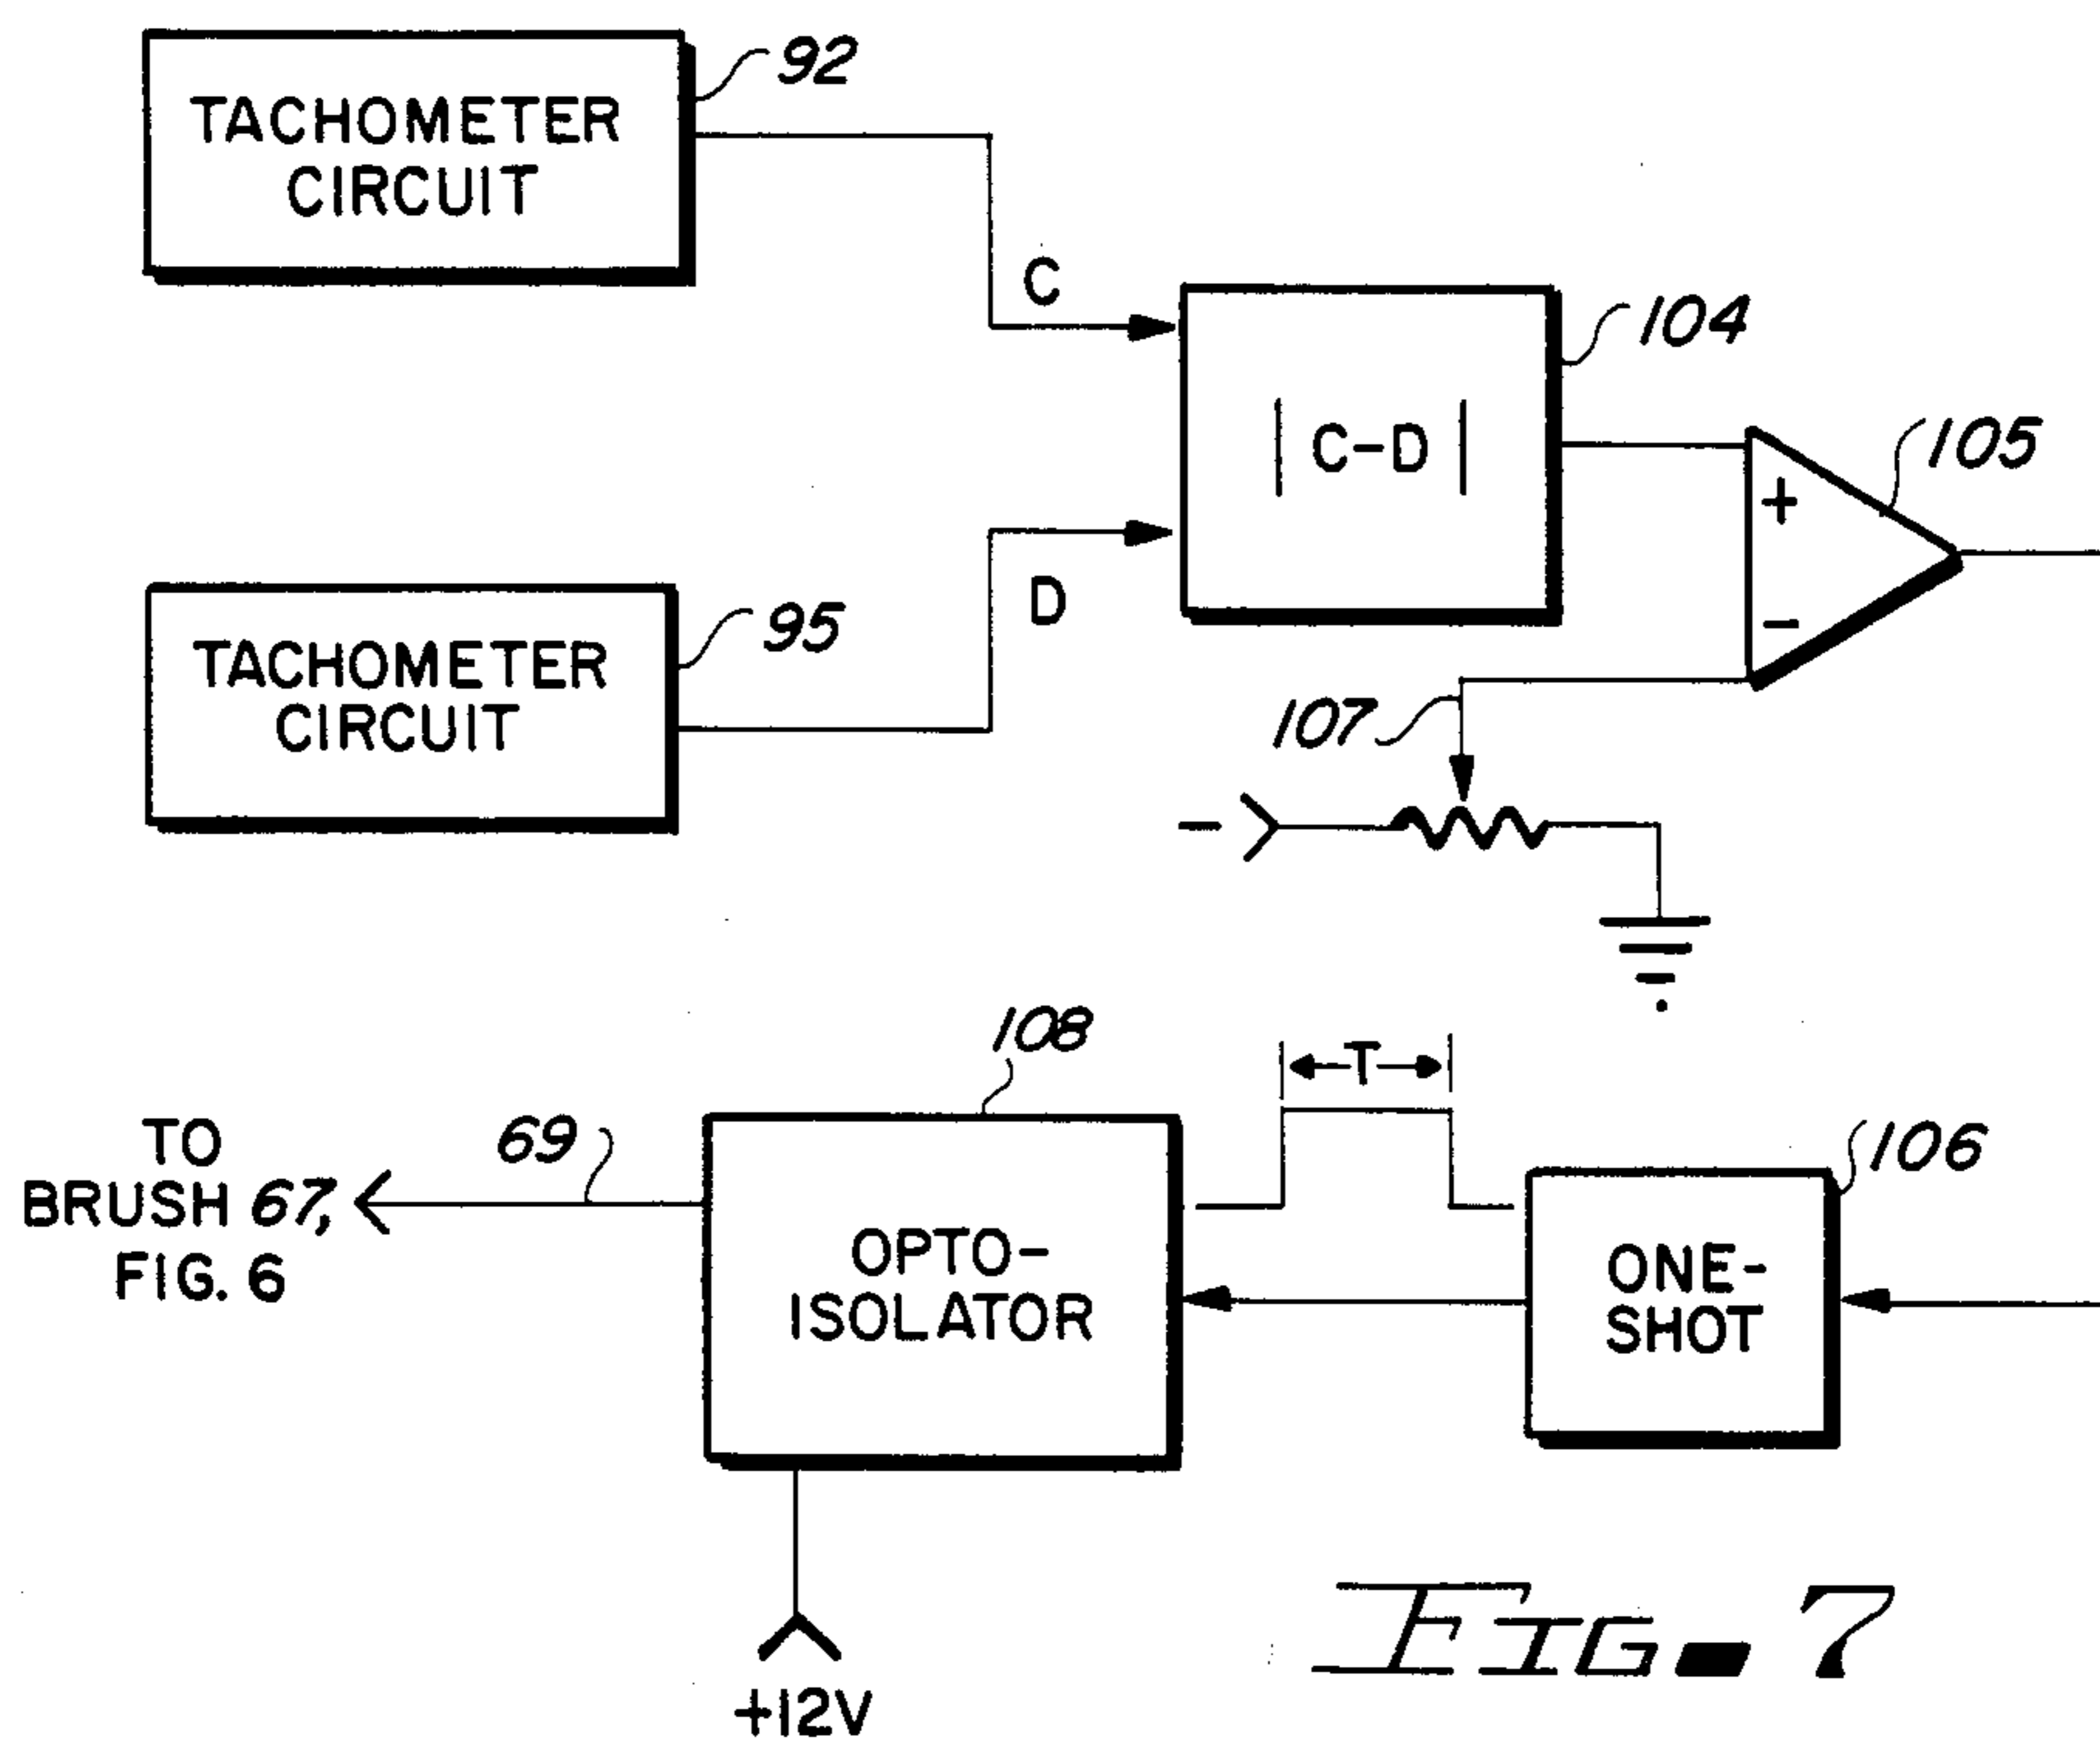 TACHOMETER
CIRCUIT
92
C
TACHOMETER
CIRCUIT
95
D
| C-D |
104
+
-
105
107
-
108
T
106
TO
BRUSH 67,
FIG. 6
69
OPTO-
ISOLATOR
ONE-
SHOT
+12V
FIG. 7